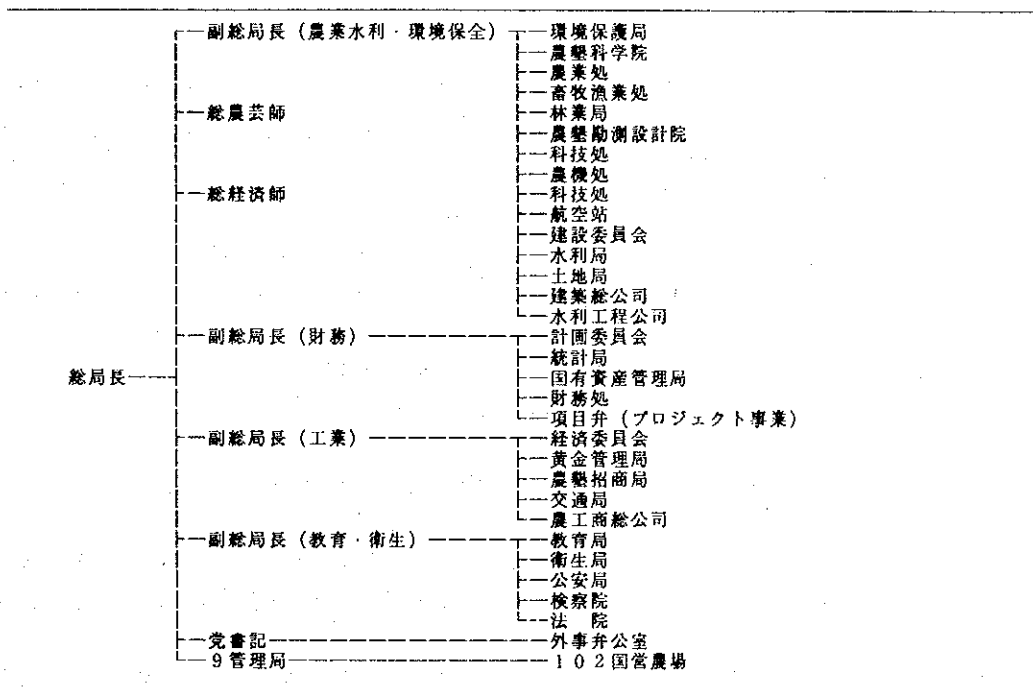 副総局長（農業水利・環境保全） 環境保護局
農墾科学院
農業処
畜牧漁業処
総農芸師 林業局
農墾勘測設計院
科技処
農機処
総経済師 科技処
航空站
建設委員会
水利局
土地局
建築総公司
水利工程公司
副総局長（財務） 計画委員会
統計局
総局長 国有資産管理局
財務処
項目弁（プロジェクト事業）
副総局長（工業） 経済委員会
黄金管理局
農墾招商局
交通局
農工商総公司
副総局長（教育・衛生） 教育局
衛生局
公安局
検察院
法　院
党書記 外事弁公室
９管理局 １０２国営農場